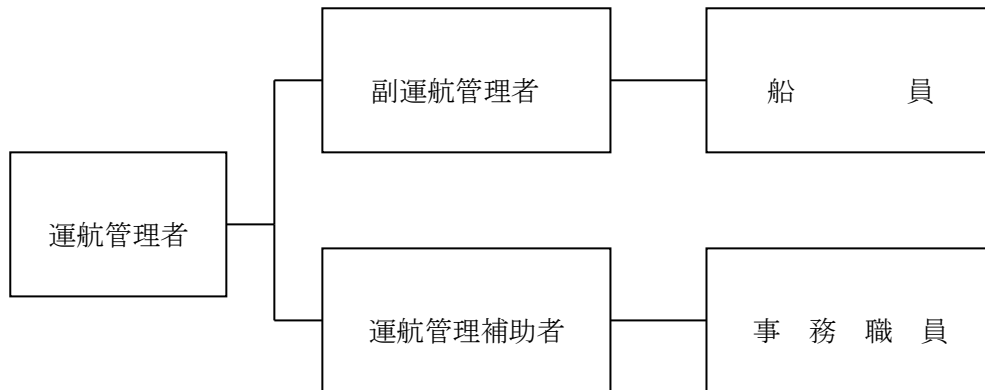 副運航管理者
船　　　員
運航管理者
運航管理補助者
事　務　職　員